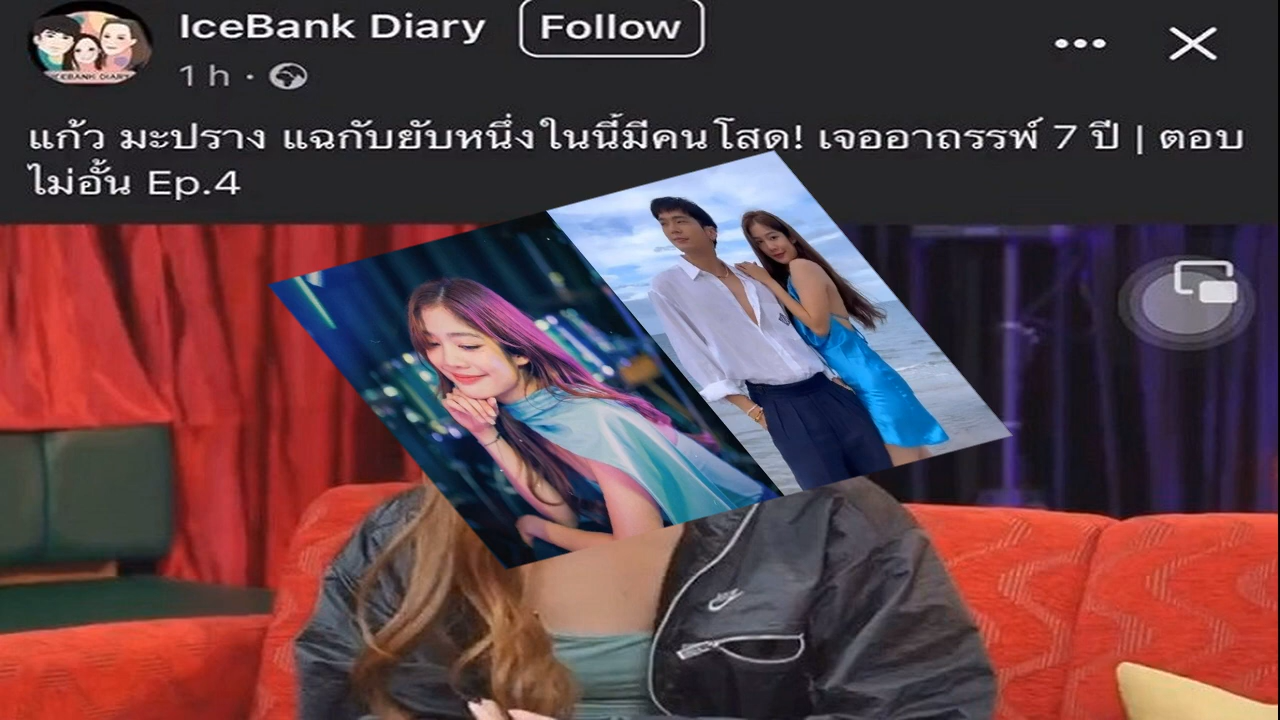 IceBank Diary
Follow
1 h
แก้ว มะปราง แฉกับยับหนึ่งในนี้มีคนโสด! เจออาถรรพ์ 7 ปี | ตอบ
ไม่อั้น Ep.4
ICEBANK DIARY